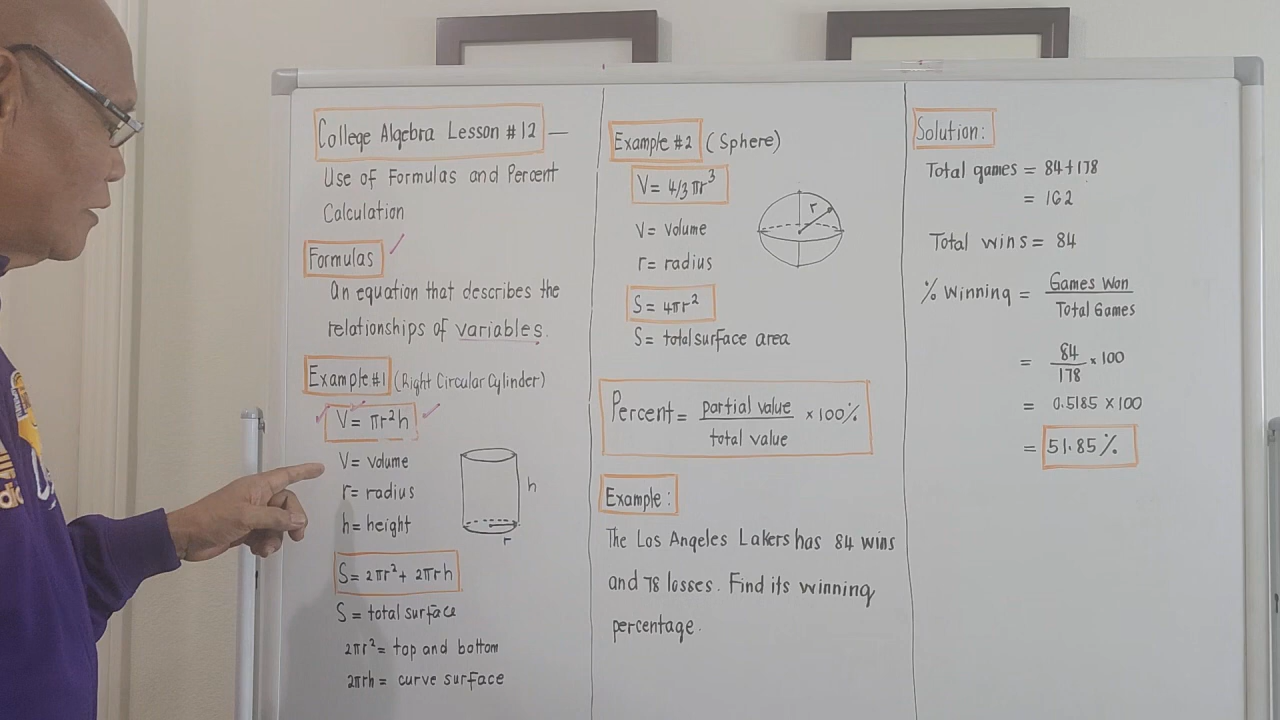 College Algebra Lesson #12 —
Use of Formulas and Percent
Calculation
Formulas
An equation that describes the
relationships of variables.
Example #1 (Right Circular Cylinder)
V = πr²h
V = volume
r = radius
h = height
h
r
S = 2πr² + 2πrh
S = total surface
2πr² = top and bottom
2πrh = curve surface
Example #2 (Sphere)
V = 4/3 πr³
r
V = volume
r = radius
S = 4πr²
S = total surface area
Percent = partial value / total value × 100%
Example:
The Los Angeles Lakers has 84 wins
and 78 losses. Find its winning
percentage.
Solution:
Total games = 84+178
= 162
Total wins = 84
% Winning = Games Won / Total Games
= 84 / 178 × 100
= 0.5185 × 100
= 51.85%